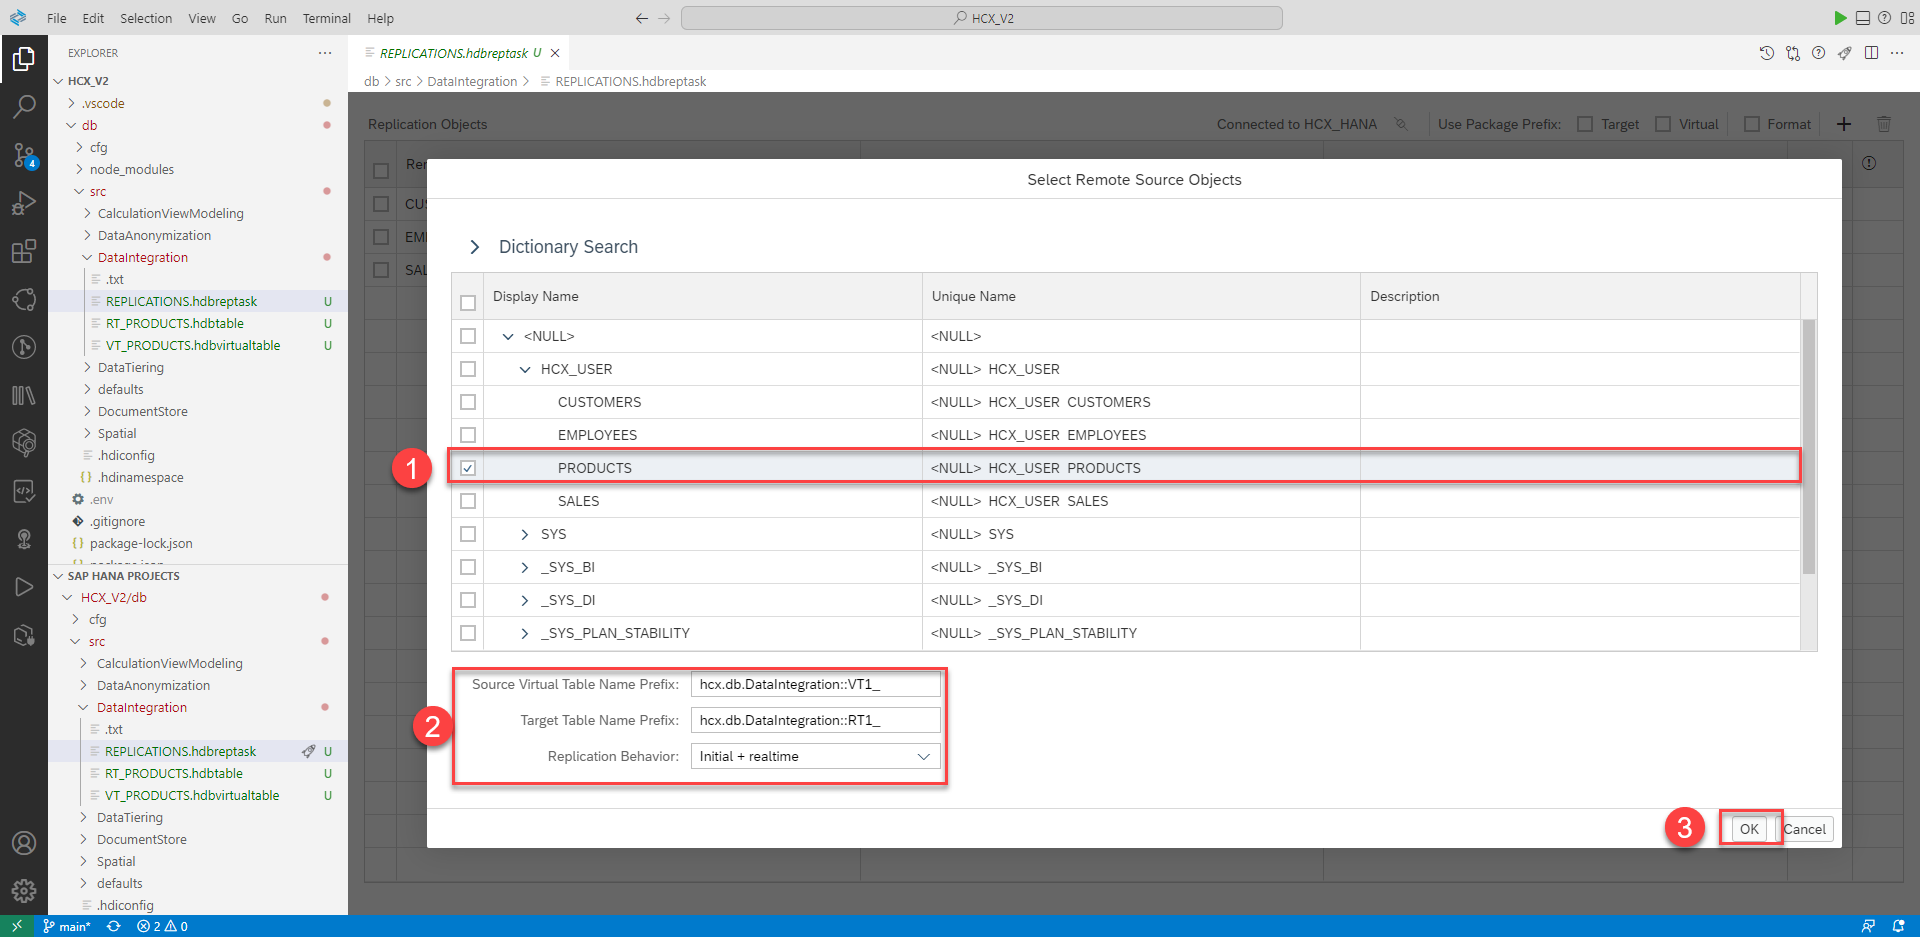 File Edit Selection View Go Run Terminal Help
HCX_V2
EXPLORER
HCX_V2
.vscode
db
cfg
node_modules
src
CalculationViewModeling
DataAnonymization
DataIntegration
.txt
REPLICATIONS.hdbreptask U
RT_PRODUCTS.hdbtable U
VT_PRODUCTS.hdbvirtualtable U
DataTiering
defaults
DocumentStore
Spatial
.hdiconfig
{} .hdinamespace
.env
.gitignore
{} package-lock.json
SAP HANA PROJECTS
HCX_V2/db
cfg
src
CalculationViewModeling
DataAnonymization
DataIntegration
.txt
REPLICATIONS.hdbreptask U
RT_PRODUCTS.hdbtable U
VT_PRODUCTS.hdbvirtualtable U
DataTiering
DocumentStore
Spatial
defaults
.hdiconfig
4
REPLICATIONS.hdbreptask U
db > src > DataIntegration > REPLICATIONS.hdbreptask
Replication Objects Connected to HCX_HANA Use Package Prefix: Target Virtual Format
Select Remote Source Objects
Dictionary Search
Display Name Unique Name Description
<NULL> <NULL>
HCX_USER <NULL> HCX_USER
CUSTOMERS <NULL> HCX_USER CUSTOMERS
EMPLOYEES <NULL> HCX_USER EMPLOYEES
1 PRODUCTS <NULL> HCX_USER PRODUCTS
SALES <NULL> HCX_USER SALES
SYS <NULL> SYS
_SYS_BI <NULL> _SYS_BI
_SYS_DI <NULL> _SYS_DI
_SYS_PLAN_STABILITY <NULL> _SYS_PLAN_STABILITY
Source Virtual Table Name Prefix: hcx.db.DataIntegration::VT1_
2 Target Table Name Prefix: hcx.db.DataIntegration::RT1_
Replication Behavior: Initial + realtime
3 OK Cancel
main* 2 0